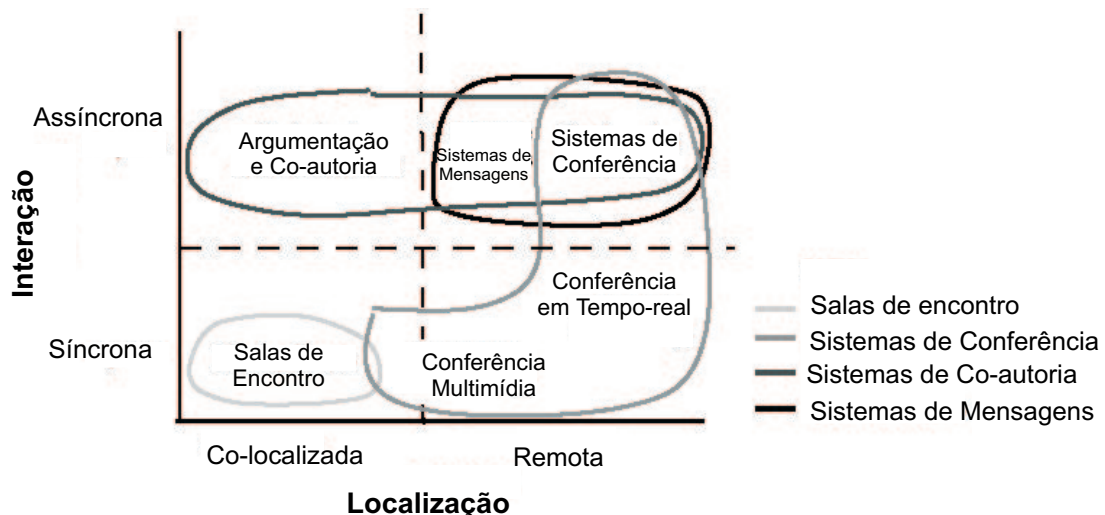 Assíncrona
Argumentação
e Co-autoria
Sistemas de
Mensagens
Sistemas de
Conferência
Interação
Conferência
em Tempo-real
Síncrona
Salas de
Encontro
Conferência
Multimídia
Salas de encontro
Sistemas de Conferência
Sistemas de Co-autoria
Sistemas de Mensagens
Co-localizada
Remota
Localização